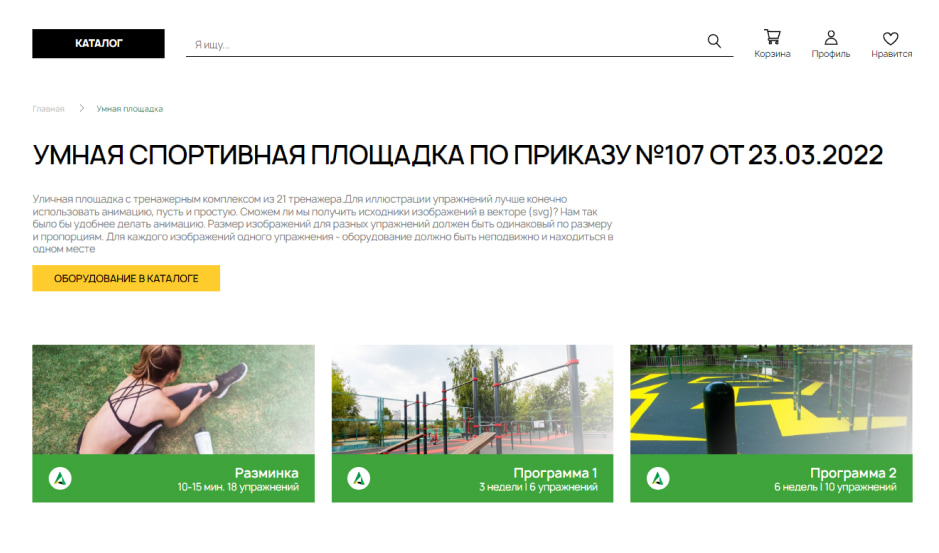 КАТАЛОГ
Я ищу...
Корзина
Профиль
Нравится
Главная > Умная площадка
УМНАЯ СПОРТИВНАЯ ПЛОЩАДКА ПО ПРИКАЗУ №107 ОТ 23.03.2022
Уличная площадка с тренажерным комплексом из 21 тренажера.Для иллюстрации упражнений лучше конечно
использовать анимацию, пусть и простую. Сможем ли мы получить исходники изображений в векторе (svg)? Нам так
было бы удобнее делать анимацию. Размер изображений для разных упражнений должен быть одинаковый по размеру
и пропорциям. Для каждого изображений одного упражнения - оборудование должно быть неподвижно и находиться в
одном месте
ОБОРУДОВАНИЕ В КАТАЛОГЕ
Разминка
10-15 мин. 18 упражнений
Программа 1
3 недели | 6 упражнений
Программа 2
6 недель | 10 упражнений